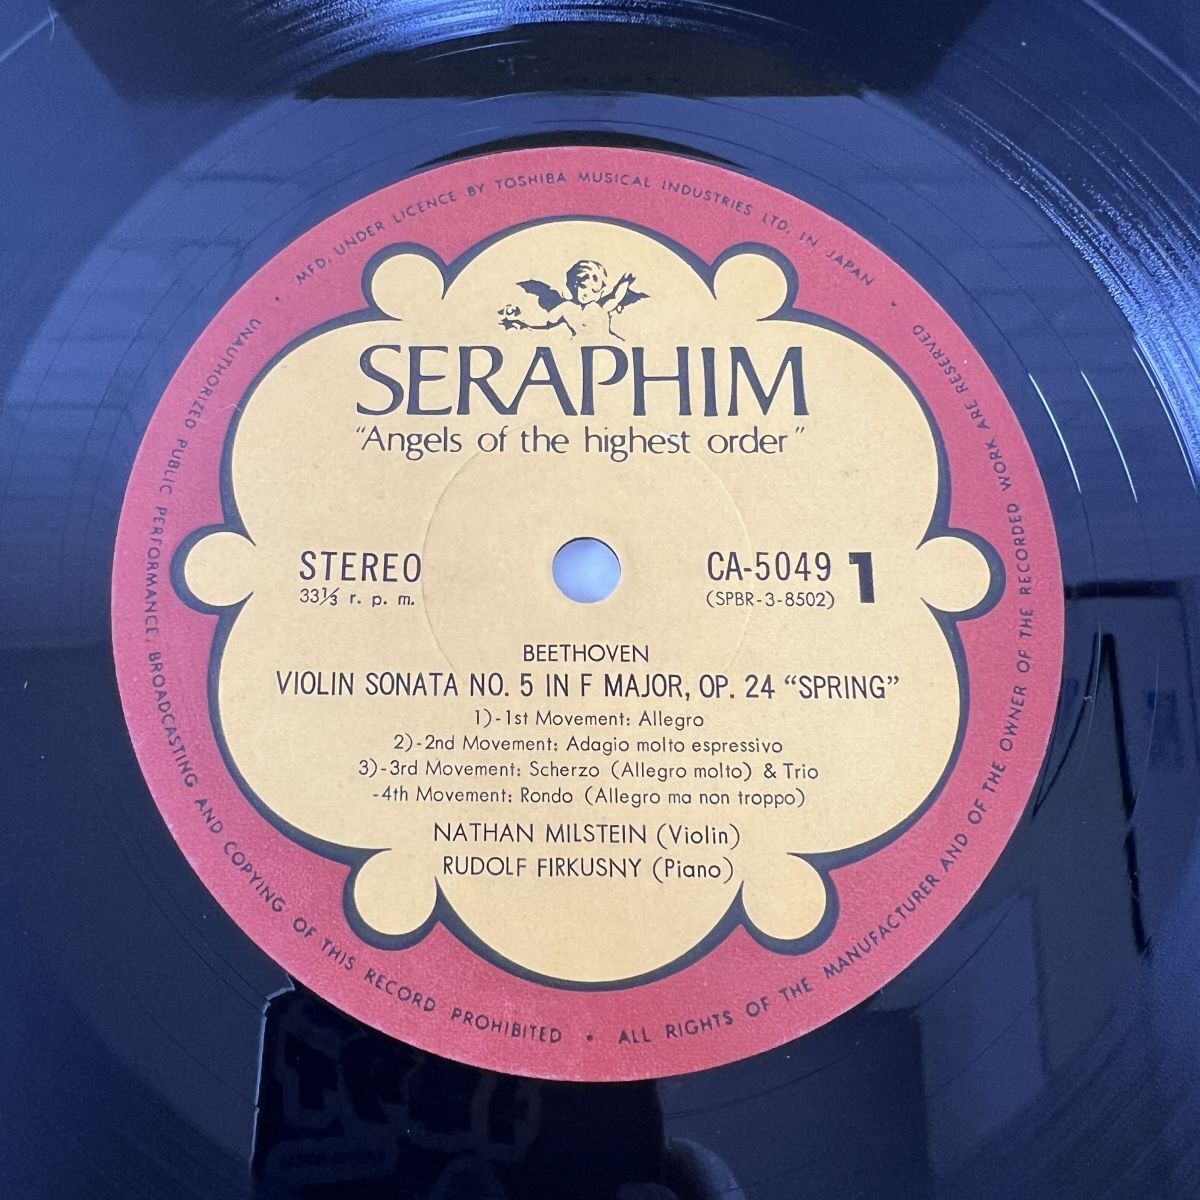 MFD. UNDER LICENCE BY TOSHIBA MUSICAL INDUSTRIES LTD. IN JAPAN
SERAPHIM
"Angels of the highest order"
STEREO
33⅓ r. p. m.
CA-5049 1
(SPBR-3-8502)
BEETHOVEN
VIOLIN SONATA NO. 5 IN F MAJOR, OP. 24 “SPRING”
1)-1st Movement: Allegro
2)-2nd Movement: Adagio molto espressivo
3)-3rd Movement: Scherzo (Allegro molto) & Trio
-4th Movement: Rondo (Allegro ma non troppo)
NATHAN MILSTEIN (Violin)
RUDOLF FIRKUSNY (Piano)
UNAUTHORIZED PUBLIC PERFORMANCE, BROADCASTING AND COPYING OF THIS RECORD PROHIBITED • ALL RIGHTS OF THE MANUFACTURER AND OF THE OWNER OF THE RECORDED WORK ARE RESERVED •